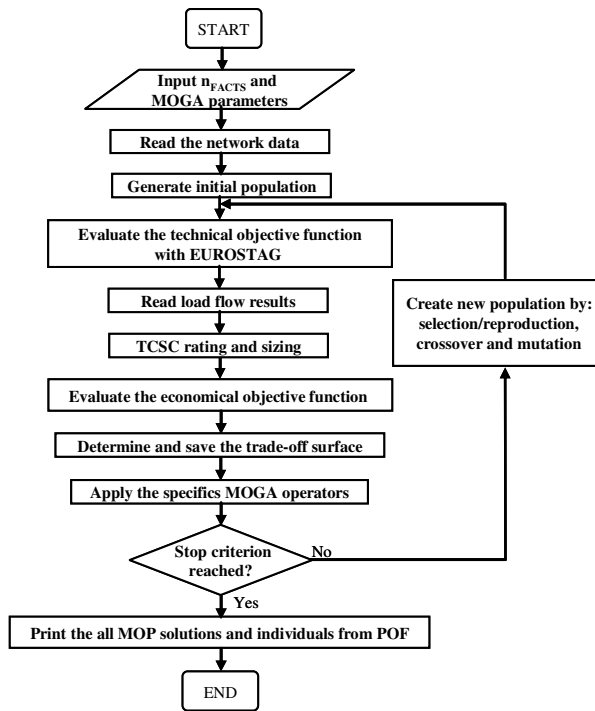 START
Input nFACTS and
MOGA parameters
Read the network data
Generate initial population
Evaluate the technical objective function
with EUROSTAG
Read load flow results
TCSC rating and sizing
Evaluate the economical objective function
Determine and save the trade-off surface
Apply the specifics MOGA operators
Stop criterion
reached?
No
Yes
Create new population by:
selection/reproduction,
crossover and mutation
Print the all MOP solutions and individuals from POF
END